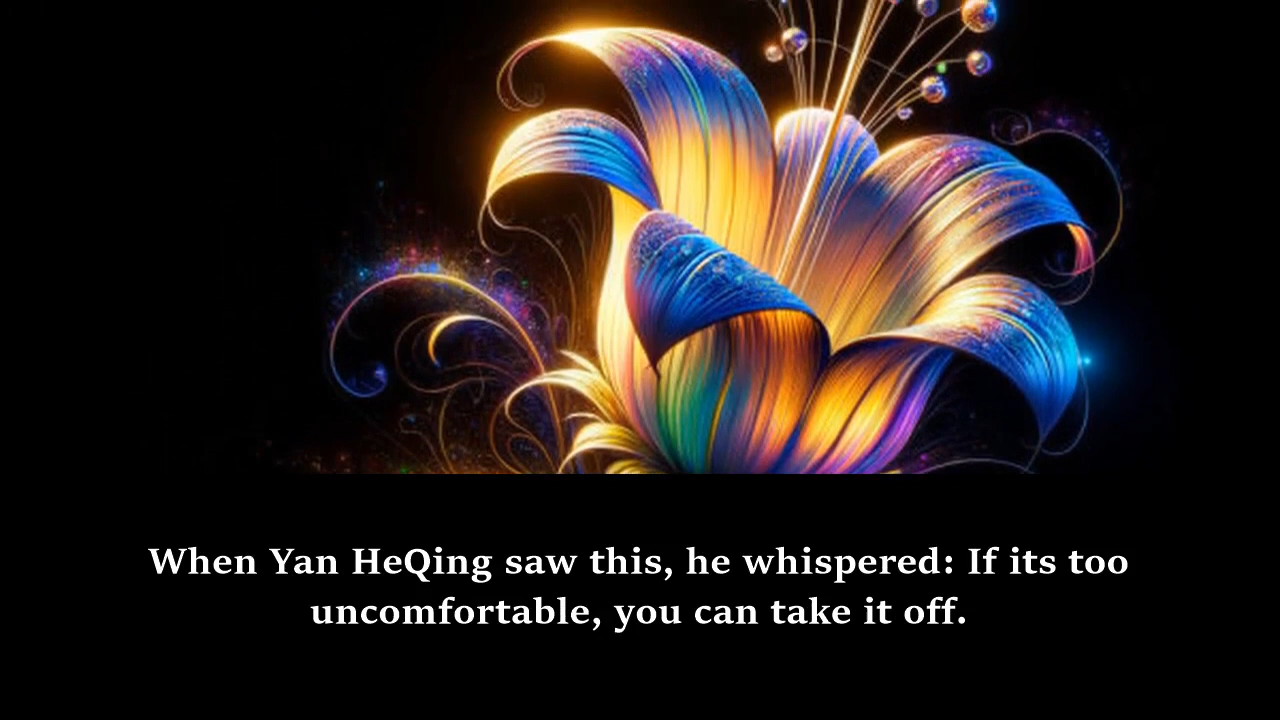 When Yan HeQing saw this, he whispered: If its too
uncomfortable, you can take it off.